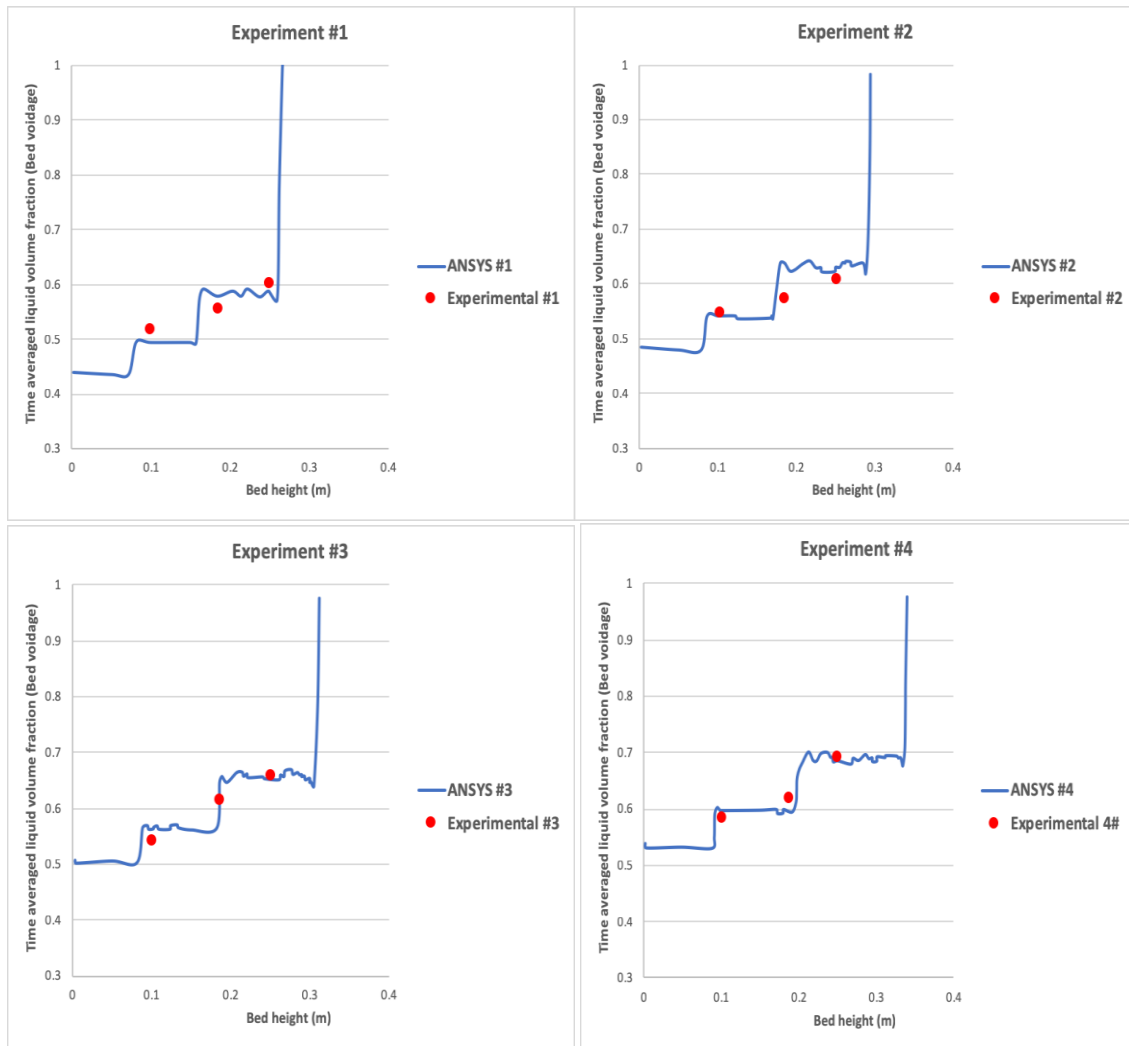 Experiment #1
Time averaged liquid volume fraction (Bed voidage)
1
0.9
0.8
0.7
0.6
0.5
0.4
0.3
0 0.1 0.2 0.3 0.4
Bed height (m)
ANSYS #1
Experimental #1
Experiment #2
Time averaged liquid volume fraction (Bed voidage)
1
0.9
0.8
0.7
0.6
0.5
0.4
0.3
0 0.1 0.2 0.3 0.4
Bed height (m)
ANSYS #2
Experimental #2
Experiment #3
Time averaged liquid volume fraction (Bed voidage)
1
0.9
0.8
0.7
0.6
0.5
0.4
0.3
0 0.1 0.2 0.3 0.4
Bed height (m)
ANSYS #3
Experimental #3
Experiment #4
Time averaged liquid volume fraction (Bed voidage)
1
0.9
0.8
0.7
0.6
0.5
0.4
0.3
0 0.1 0.2 0.3 0.4
Bed height (m)
ANSYS #4
Experimental 4#